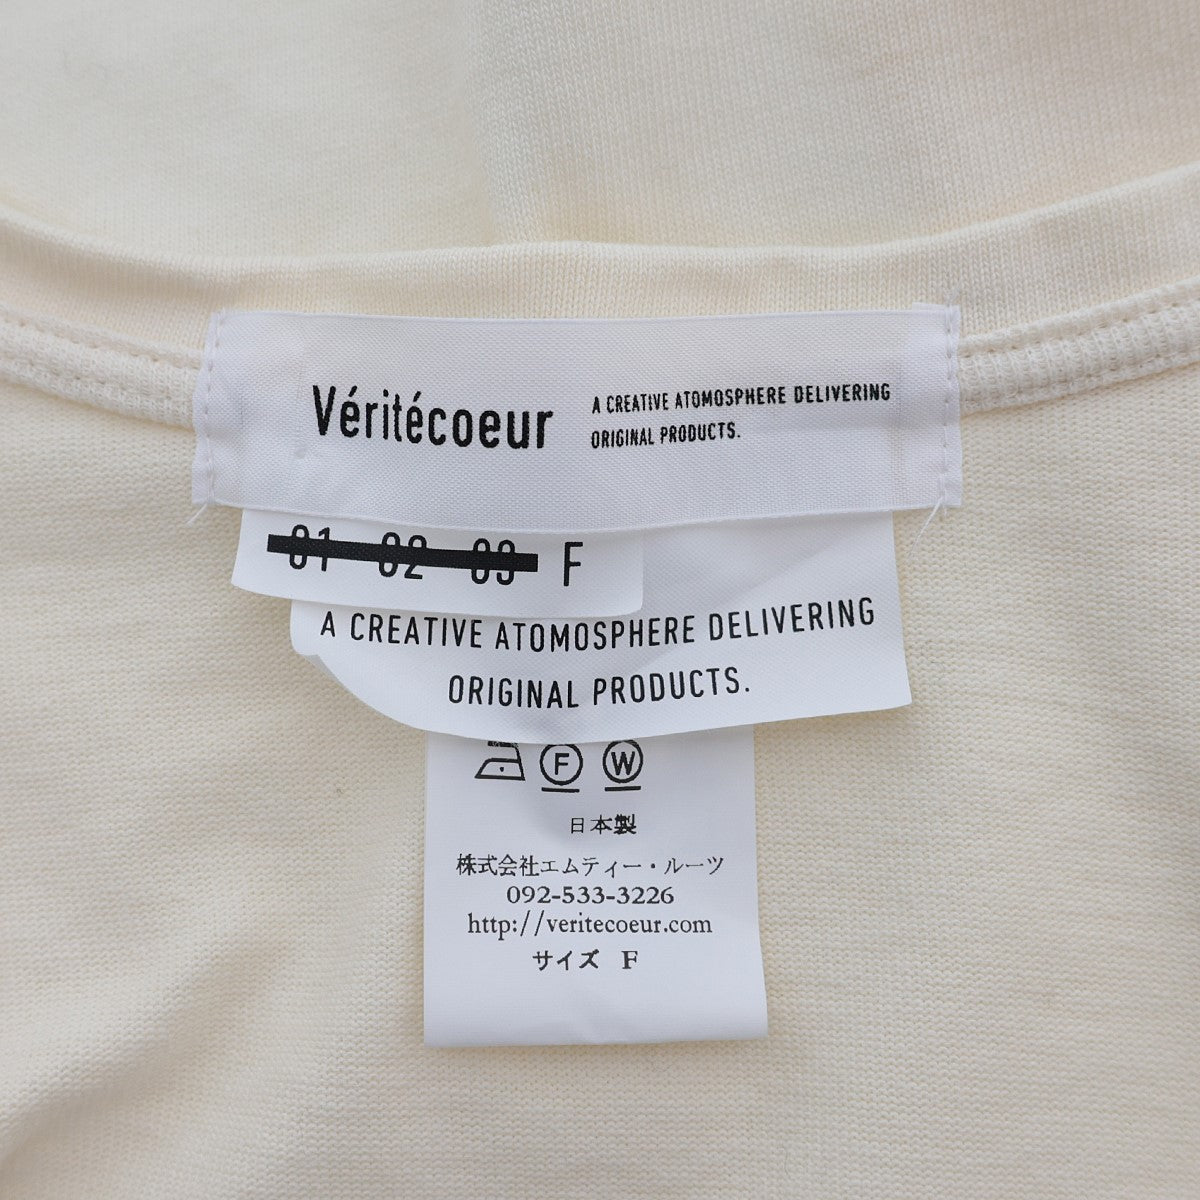 Véritécoeur
A CREATIVE ATOMOSPHERE DELIVERING
ORIGINAL PRODUCTS.
01 02 03 F
A CREATIVE ATOMOSPHERE DELIVERING
ORIGINAL PRODUCTS.
F W
日本製
株式会社エムティー・ルーツ
092-533-3226
http://veritecoeur.com
サイズ F